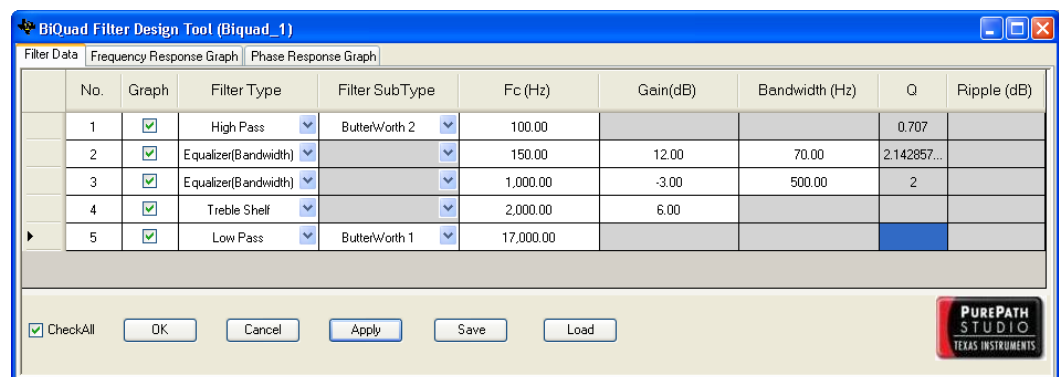 BiQuad Filter Design Tool (Biquad_1)
Filter Data Frequency Response Graph Phase Response Graph
No. Graph Filter Type Filter SubType Fc (Hz) Gain(dB) Bandwidth (Hz) Q Ripple (dB)
1 High Pass ButterWorth 2 100.00 0.707
2 Equalizer(Bandwidth) 150.00 12.00 70.00 2.142857...
3 Equalizer(Bandwidth) 1,000.00 -3.00 500.00 2
4 Treble Shelf 2,000.00 6.00
5 Low Pass ButterWorth 1 17,000.00
CheckAll OK Cancel Apply Save Load
PUREPATH
STUDIO
TEXAS INSTRUMENTS